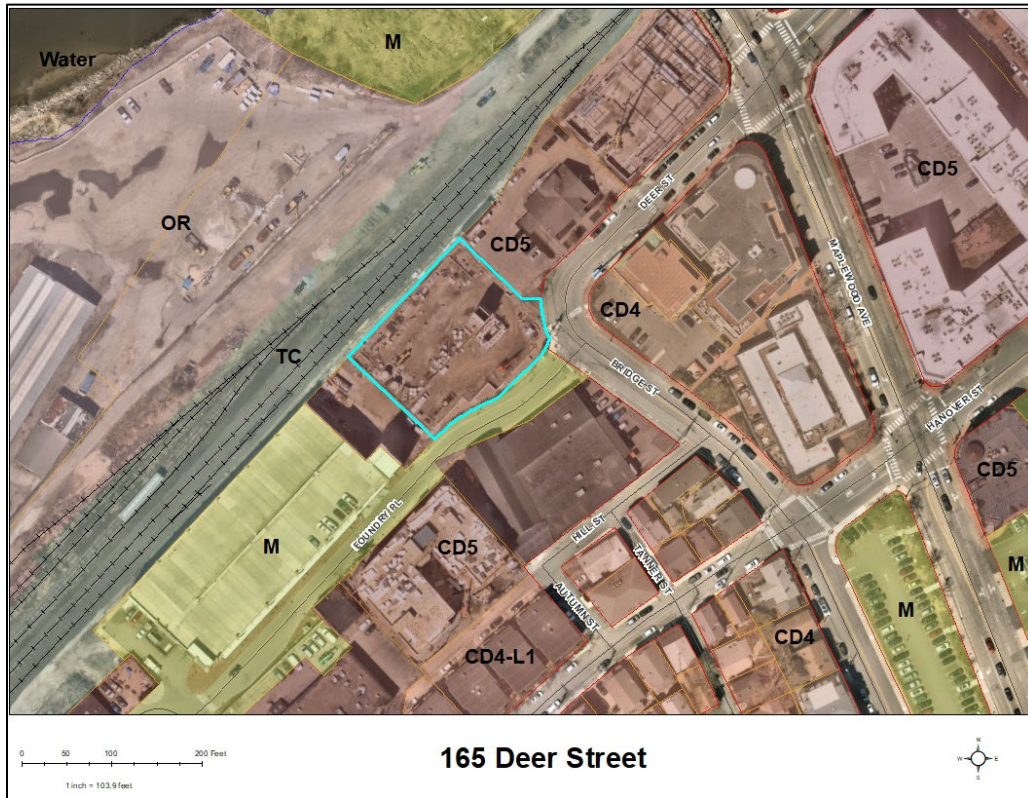 Water
M
OR
CD5
DEER ST
CD5
MAPLEWOOD AVE
CD4
TC
BRIDGE ST
HANOVER ST
CD5
M
FOUNDRY PL
CD5
HILL ST
TANNER ST
AUTUMN ST
M
M
CD4-L1
CD4
0 50 100 200 Feet
1 inch = 103.9 feet
165 Deer Street
N
W
E
S